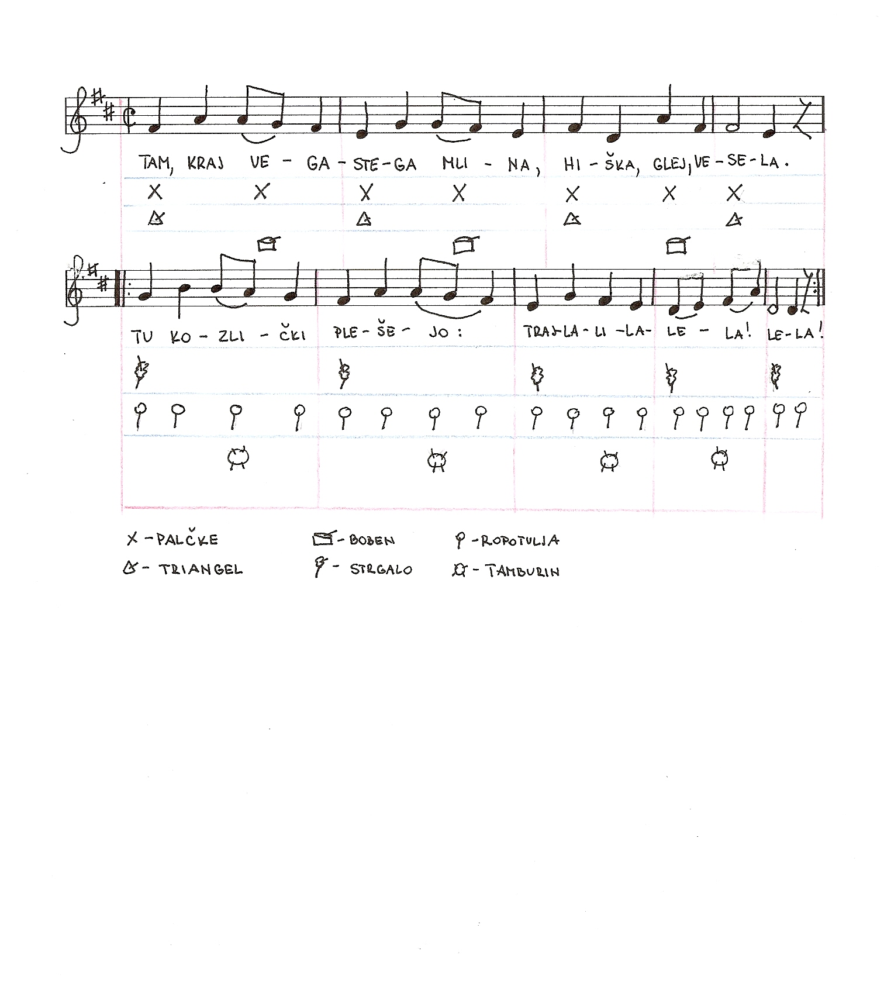 TAM, KRAJ VE - GA - STE-GA MLI - NA, HI - ŠKA, GLEJ, VE-SE-LA.
TU KO - ZLI - ČKI PLE - ŠE - JO: TRAJ-LA-LI-LA- LE - LA! LE-LA!
X - PALČKE - BOBEN - ROPOTULJA
- TRIANGEL - STRGALO - TAMBURIN